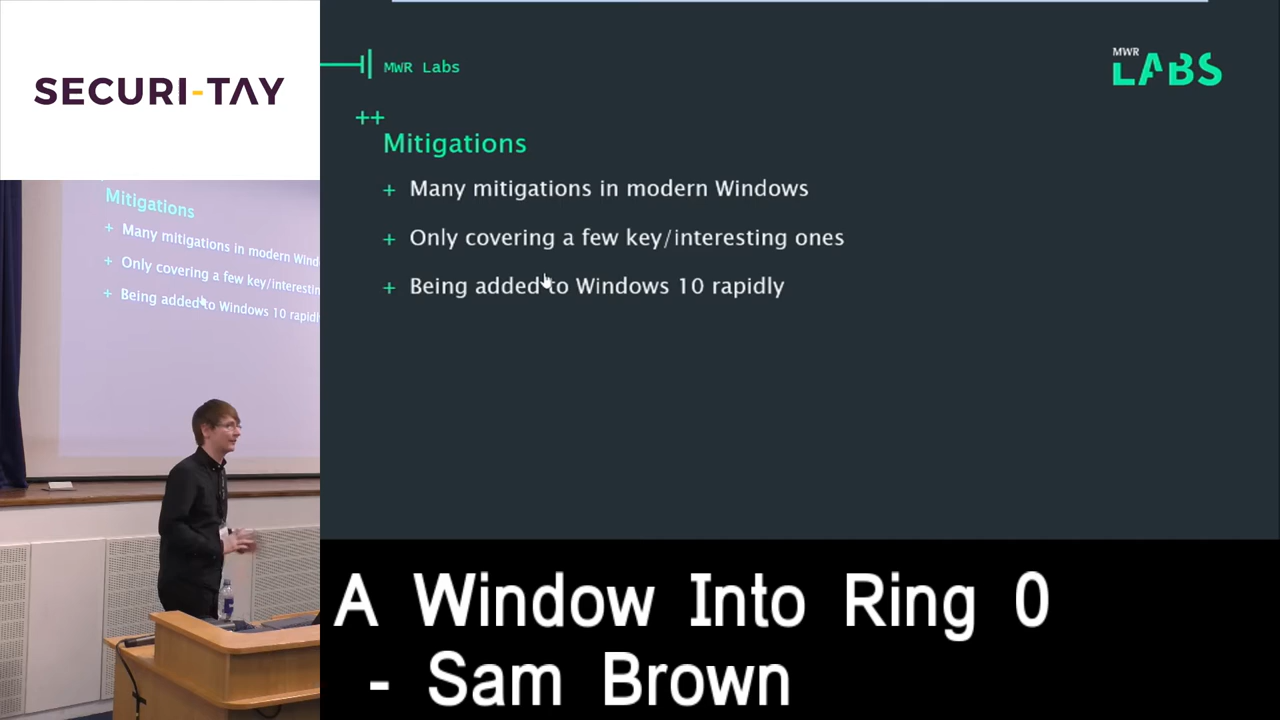 SECURI-TAY
MWR Labs
MWR
LABS
++
Mitigations
+ Many mitigations in modern Windows
+ Only covering a few key/interesting ones
+ Being added to Windows 10 rapidly
Mitigations
+ Many mitigations in modern Wind
+ Only covering a few key/interesting
+ Being added to Windows 10 rapidl
A Window Into Ring 0
- Sam Brown